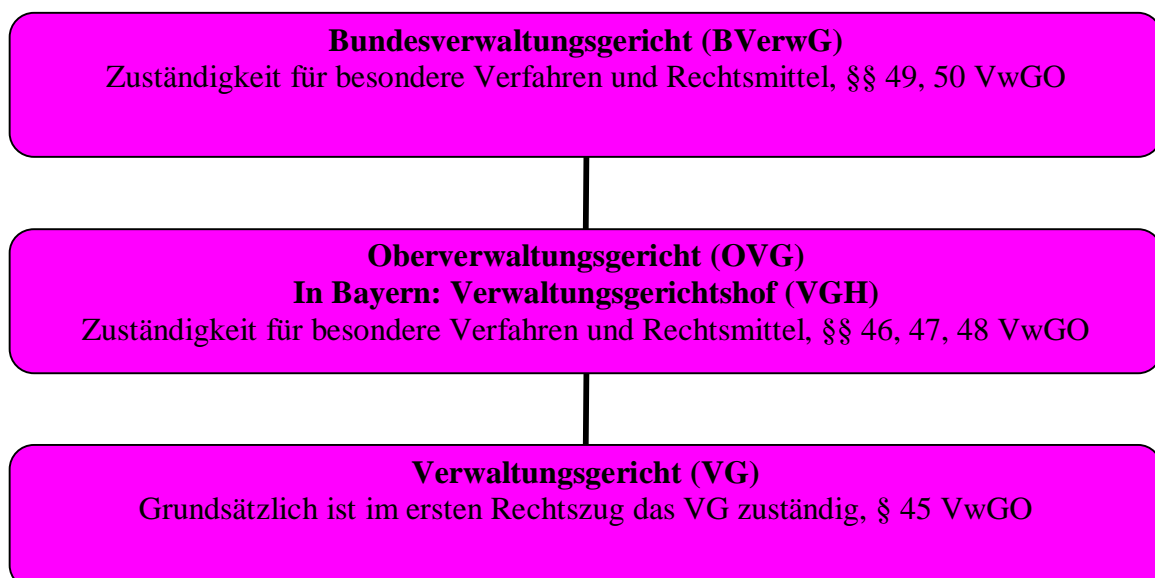 Bundesverwaltungsgericht (BVerwG)
Zuständigkeit für besondere Verfahren und Rechtsmittel, §§ 49, 50 VwGO
Oberverwaltungsgericht (OVG)
In Bayern: Verwaltungsgerichtshof (VGH)
Zuständigkeit für besondere Verfahren und Rechtsmittel, §§ 46, 47, 48 VwGO
Verwaltungsgericht (VG)
Grundsätzlich ist im ersten Rechtszug das VG zuständig, § 45 VwGO